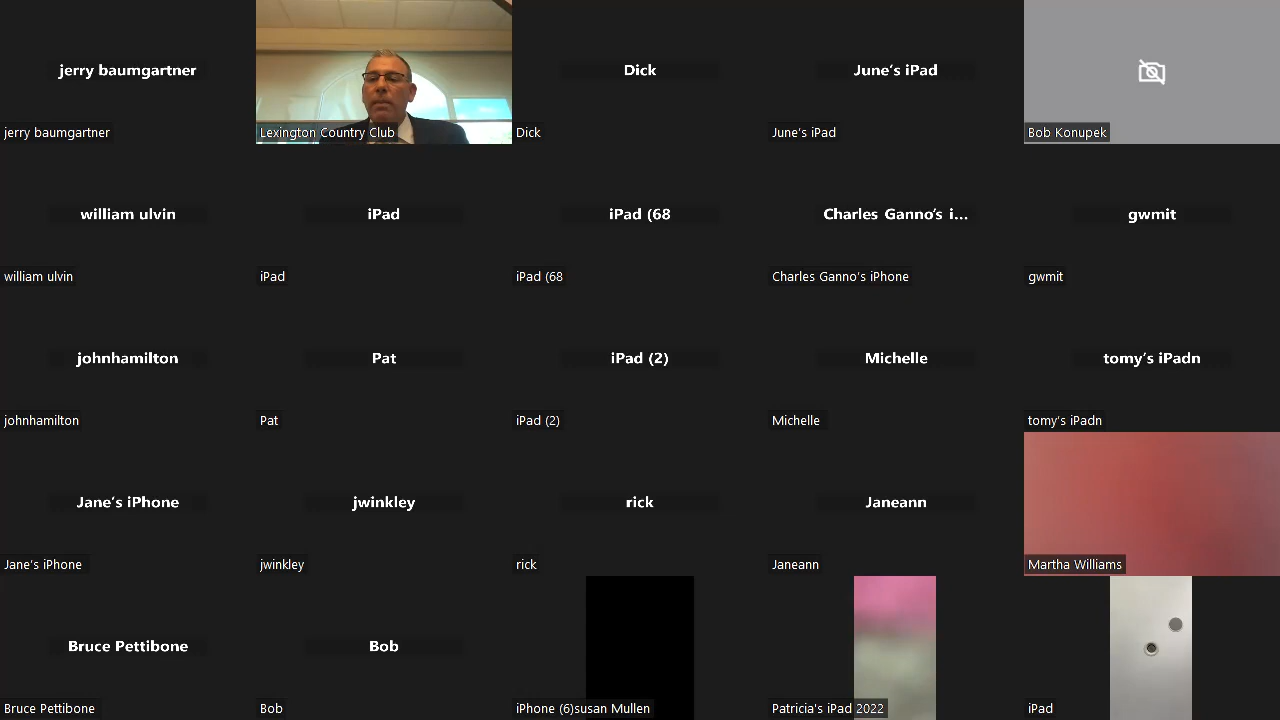 jerry baumgartner
Dick
June's iPad
jerry baumgartner
Lexington Country Club
Dick
June's iPad
Bob Konupek
william ulvin
iPad
iPad (68
Charles Ganno's i...
gwmit
william ulvin
iPad
iPad (68
Charles Ganno's iPhone
gwmit
johnhamilton
Pat
iPad (2)
Michelle
tomy's iPadn
johnhamilton
Pat
iPad (2)
Michelle
tomy's iPadn
Jane's iPhone
jwinkley
rick
Janeann
Jane's iPhone
jwinkley
rick
Janeann
Martha Williams
Bruce Pettibone
Bob
Bruce Pettibone
Bob
iPhone (6)susan Mullen
Patricia's iPad 2022
iPad